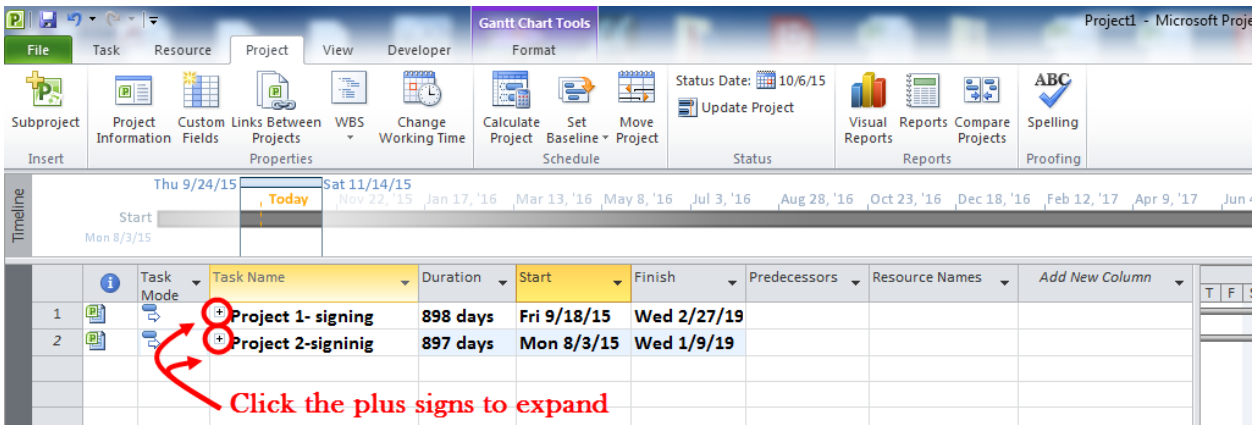 Gantt Chart Tools Project1 - Microsoft Proje
File Task Resource Project View Developer Format
Status Date: 10/6/15
Update Project
Subproject Project Information Custom Fields Links Between Projects WBS Change Working Time Calculate Project Set Baseline Move Project Visual Reports Reports Compare Projects ABC Spelling
Insert Properties Schedule Status Reports Proofing
Timeline
Thu 9/24/15 Sat 11/14/15
Today Nov 22, '15 Jan 17, '16 Mar 13, '16 May 8, '16 Jul 3, '16 Aug 28, '16 Oct 23, '16 Dec 18, '16 Feb 12, '17 Apr 9, '17 Jun 4
Start
Mon 8/3/15
Task Mode Task Name Duration Start Finish Predecessors Resource Names Add New Column T F S
1 Project 1- signing 898 days Fri 9/18/15 Wed 2/27/19
2 Project 2-signinig 897 days Mon 8/3/15 Wed 1/9/19
Click the plus signs to expand